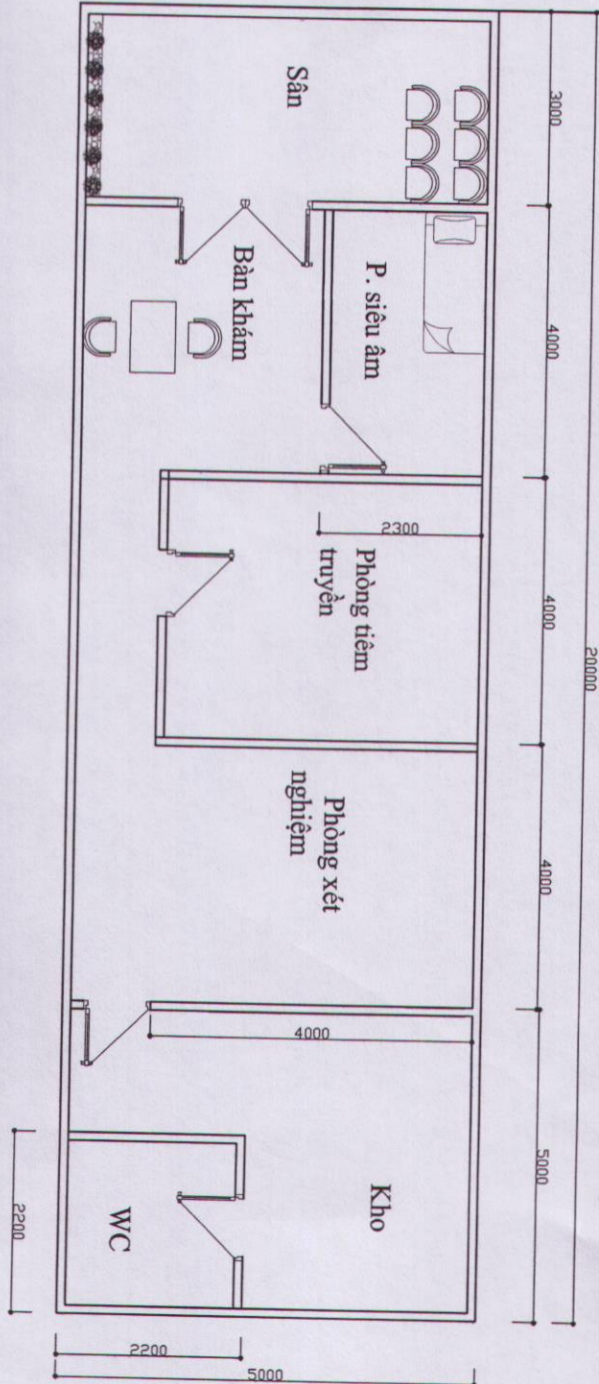 Sân
3000
P. siêu âm
Bàn khám
4000
20000
2300
Phòng tiêm
truyền
4000
Phòng xét
nghiệm
4000
4000
Kho
5000
WC
2200
2200
5000